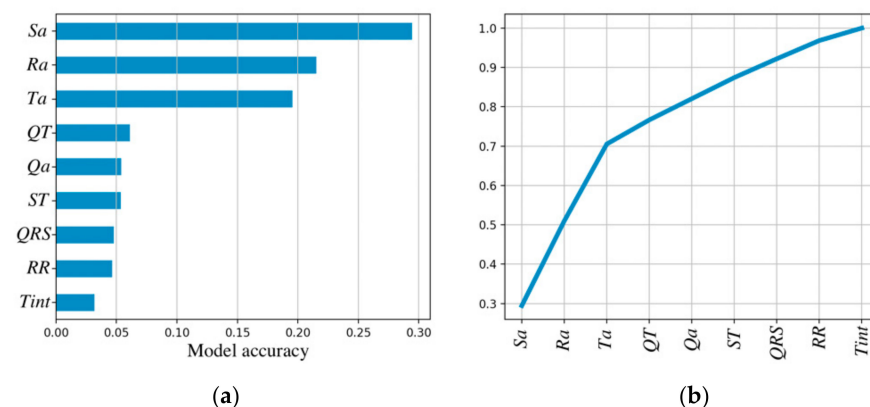 Sa
Ra
Ta
QT
Qa
ST
QRS
RR
Tint
0.00 0.05 0.10 0.15 0.20 0.25 0.30
Model accuracy
(a)
1.0
0.9
0.8
0.7
0.6
0.5
0.4
0.3
Sa Ra Ta QT Qa ST QRS RR Tint
(b)